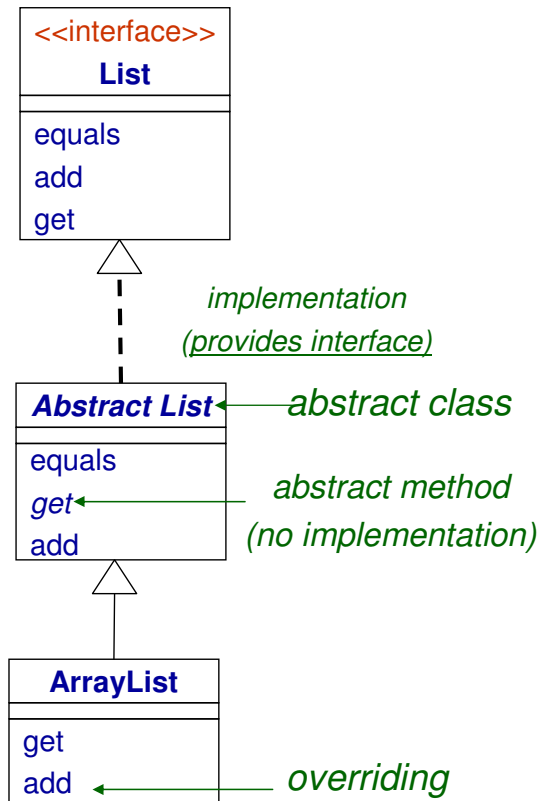 <<interface>>
List
equals
add
get
implementation
(provides interface)
Abstract List
abstract class
equals
get
add
abstract method
(no implementation)
ArrayList
get
add
overriding